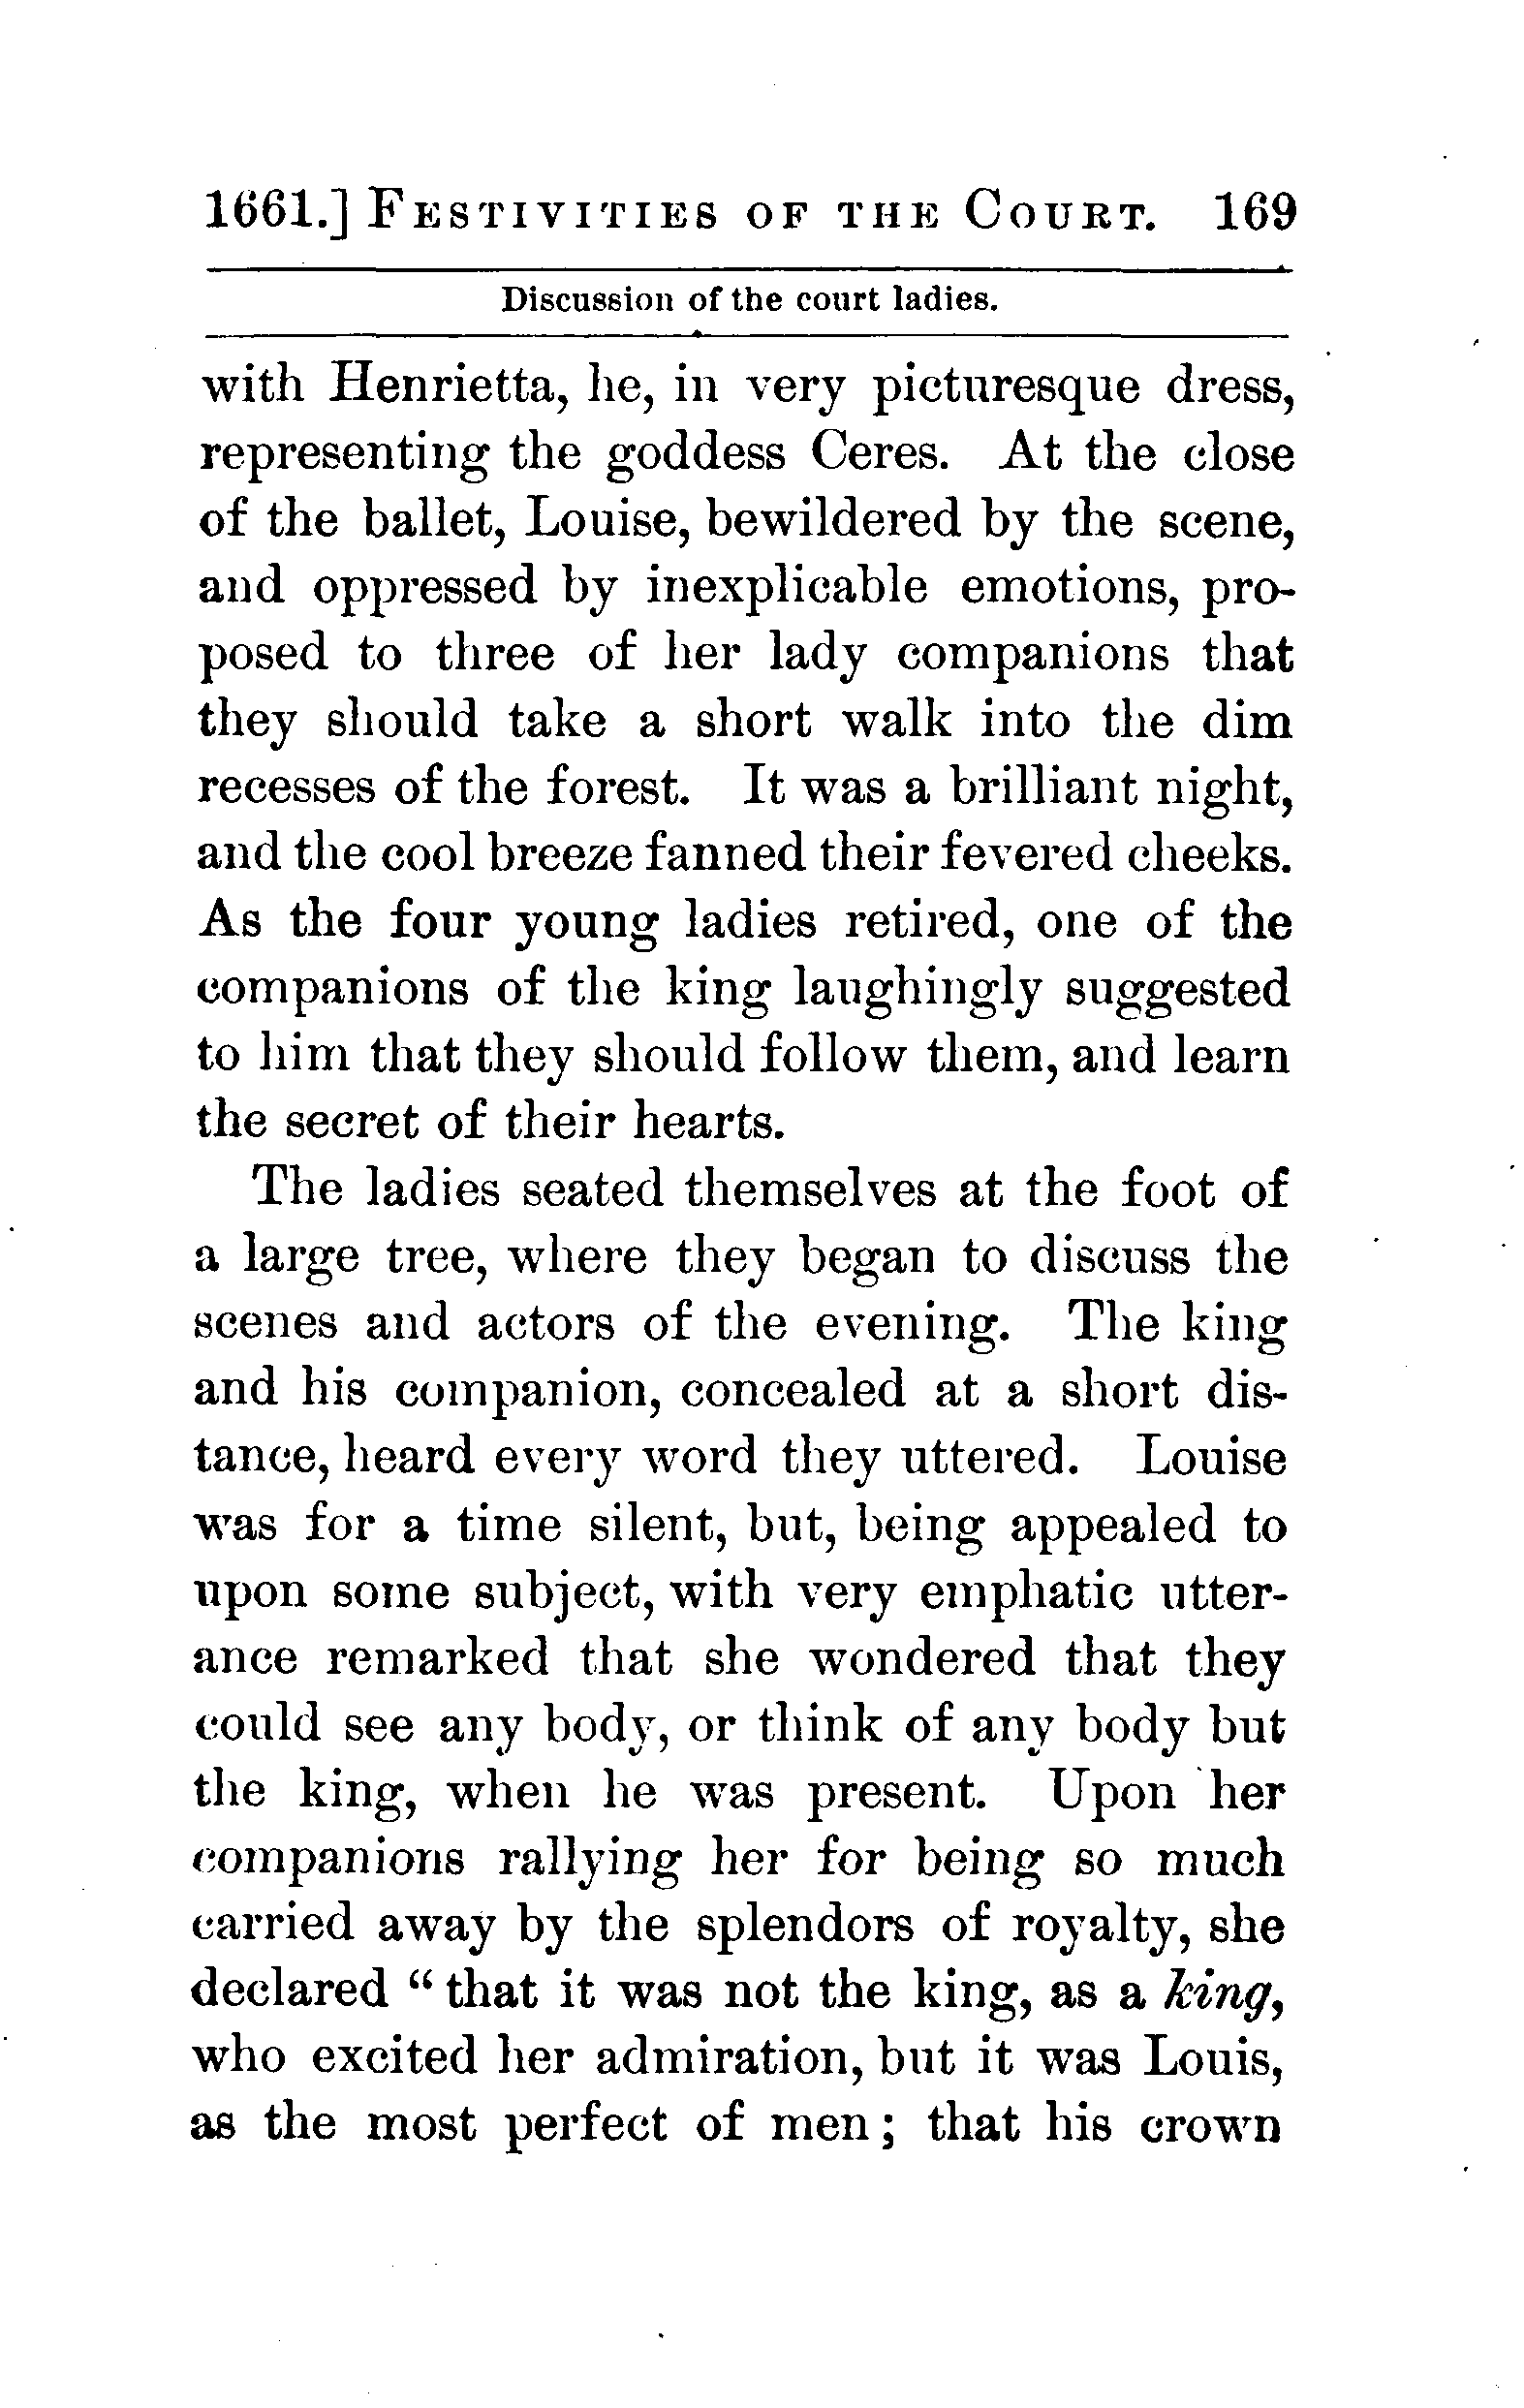 1661.] FESTIVITIES OF THE COURT. 169
Discussion of the court ladies.
with Henrietta, he, in very picturesque dress,
representing the goddess Ceres. At the close
of the ballet, Louise, bewildered by the scene,
and oppressed by inexplicable emotions, pro-
posed to three of her lady companions that
they should take a short walk into the dim
recesses of the forest. It was a brilliant night,
and the cool breeze fanned their fevered cheeks.
As the four young ladies retired, one of the
companions of the king laughingly suggested
to him that they should follow them, and learn
the secret of their hearts.
The ladies seated themselves at the foot of
a large tree, where they began to discuss the
scenes and actors of the evening. The king
and his companion, concealed at a short dis-
tance, heard every word they uttered. Louise
was for a time silent, but, being appealed to
upon some subject, with very emphatic utter-
ance remarked that she wondered that they
could see any body, or think of any body but
the king, when he was present. Upon her
companions rallying her for being so much
carried away by the splendors of royalty, she
declared “that it was not the king, as a king,
who excited her admiration, but it was Louis,
as the most perfect of men; that his crown